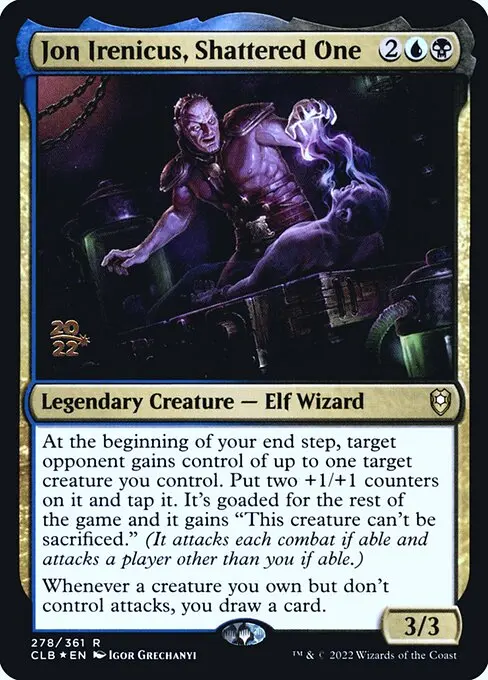 Jon Irenicus, Shattered One 2
20
22
Legendary Creature — Elf Wizard
At the beginning of your end step, target
opponent gains control of up to one target
creature you control. Put two +1/+1 counters
on it and tap it. It's goaded for the rest of
the game and it gains “This creature can't be
sacrificed.” (It attacks each combat if able and
attacks a player other than you if able.)
Whenever a creature you own but don't
control attacks, you draw a card.
3/3
278/361 R
CLB ★ EN Igor Grechanyi
™ & © 2022 Wizards of the Coast